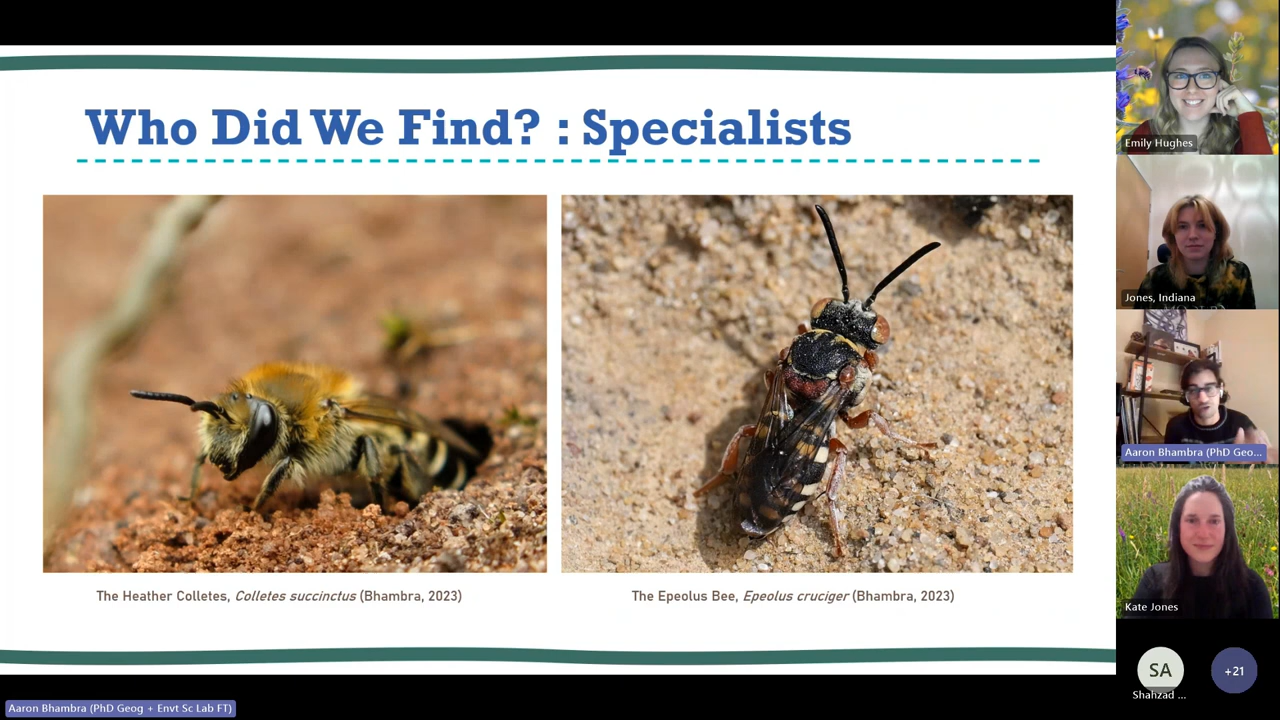 Who Did We Find? : Specialists
The Heather Colletes, Colletes succinctus (Bhambra, 2023)
The Epeolus Bee, Epeolus cruciger (Bhambra, 2023)
Emily Hughes
Jones, Indiana
Aaron Bhambra (PhD Geo...
Kate Jones
SA
Shahzad ...
+21
Aaron Bhambra (PhD Geog + Envt Sc Lab FT)